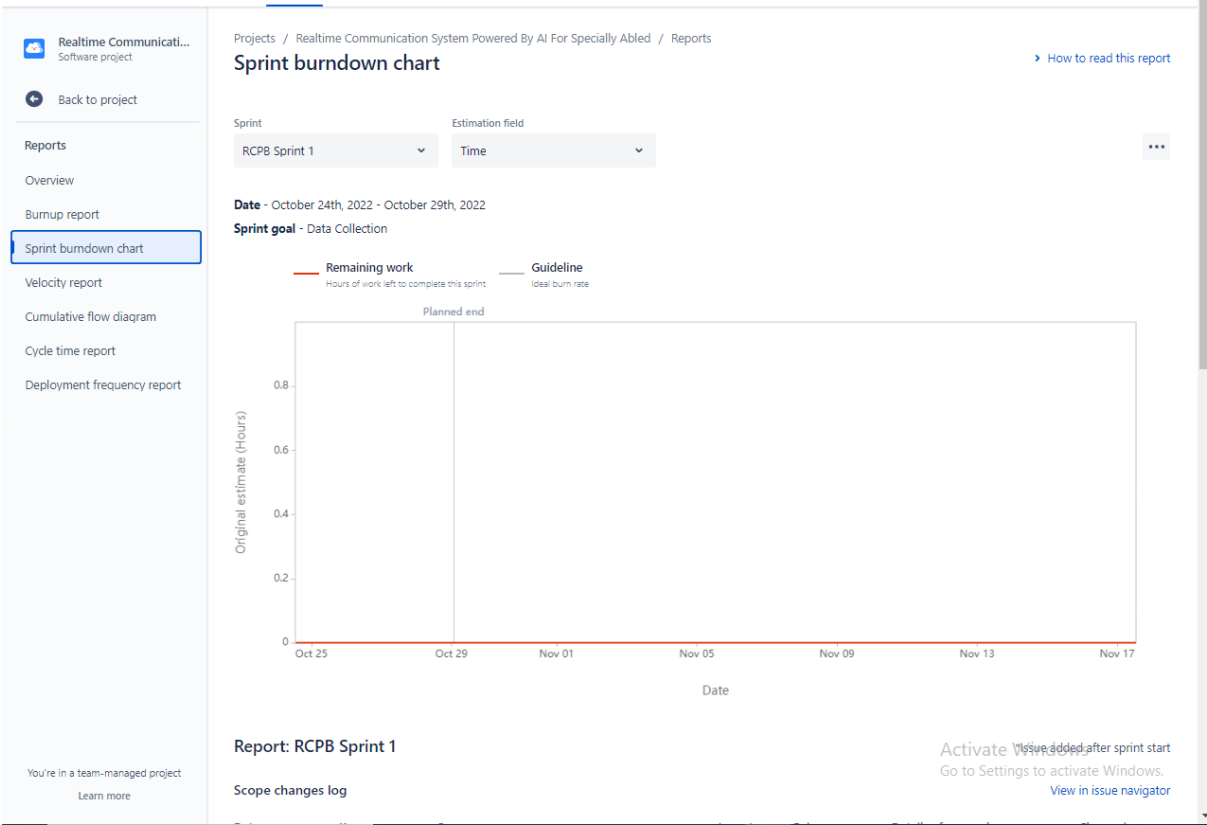 Realtime Communicati...
Software project
Back to project
Reports
Overview
Burnup report
Sprint burndown chart
Velocity report
Cumulative flow diagram
Cycle time report
Deployment frequency report
You're in a team-managed project
Learn more
Projects / Realtime Communication System Powered By AI For Specially Abled / Reports
Sprint burndown chart
How to read this report
Sprint
Estimation field
RCPB Sprint 1
Time
Date - October 24th, 2022 - October 29th, 2022
Sprint goal - Data Collection
Remaining work
Hours of work left to complete this sprint
Guideline
Ideal burn rate
Planned end
Original estimate (Hours)
0.8
0.6
0.4
0.2
0
Oct 25 Oct 29 Nov 01 Nov 05 Nov 09 Nov 13 Nov 17
Date
Report: RCPB Sprint 1
*Issue added after sprint start
Activate Windows
Go to Settings to activate Windows.
Scope changes log
View in issue navigator